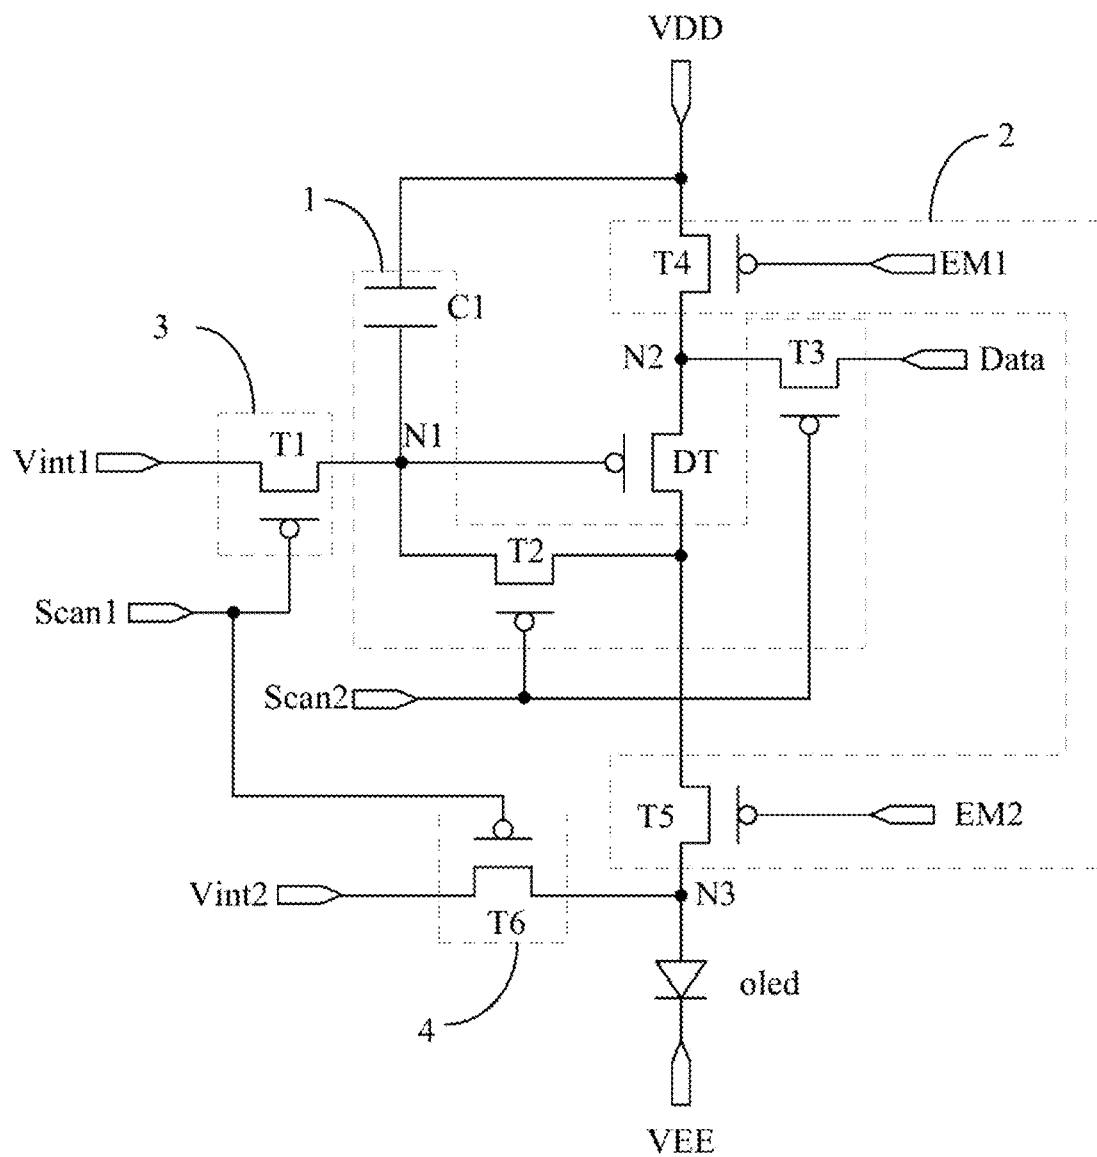 VDD
2
1
T4
EM1
C1
3
N2
T3
Data
N1
T1
Vint1
DT
T2
Scan1
Scan2
T5
EM2
Vint2
N3
T6
oled
4
VEE